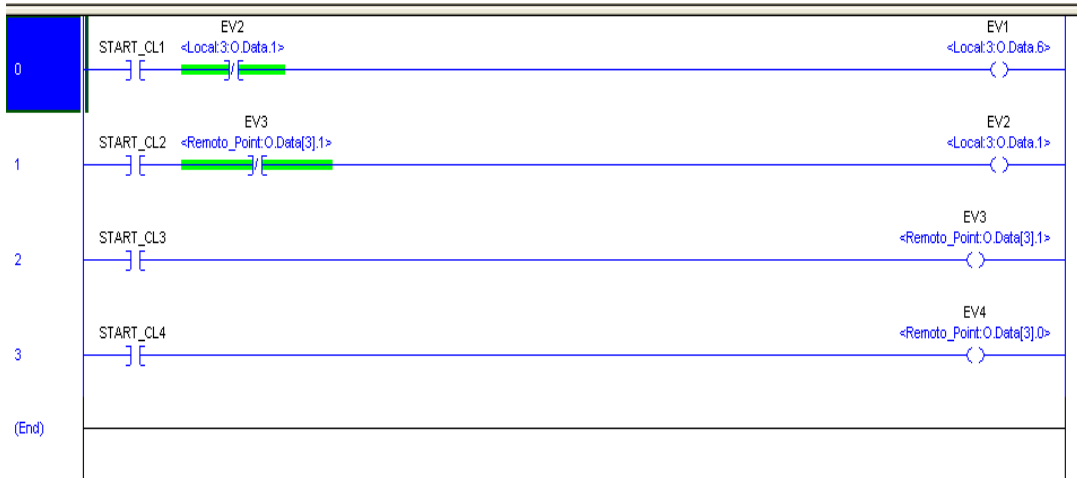 EV2
EV1
START_CL1 <Local:3:O.Data.1>
<Local:3:O.Data.6>
0
EV3
EV2
START_CL2 <Remoto_Point:O.Data[3].1>
<Local:3:O.Data.1>
1
EV3
START_CL3
<Remoto_Point:O.Data[3].1>
2
EV4
START_CL4
<Remoto_Point:O.Data[3].0>
3
(End)